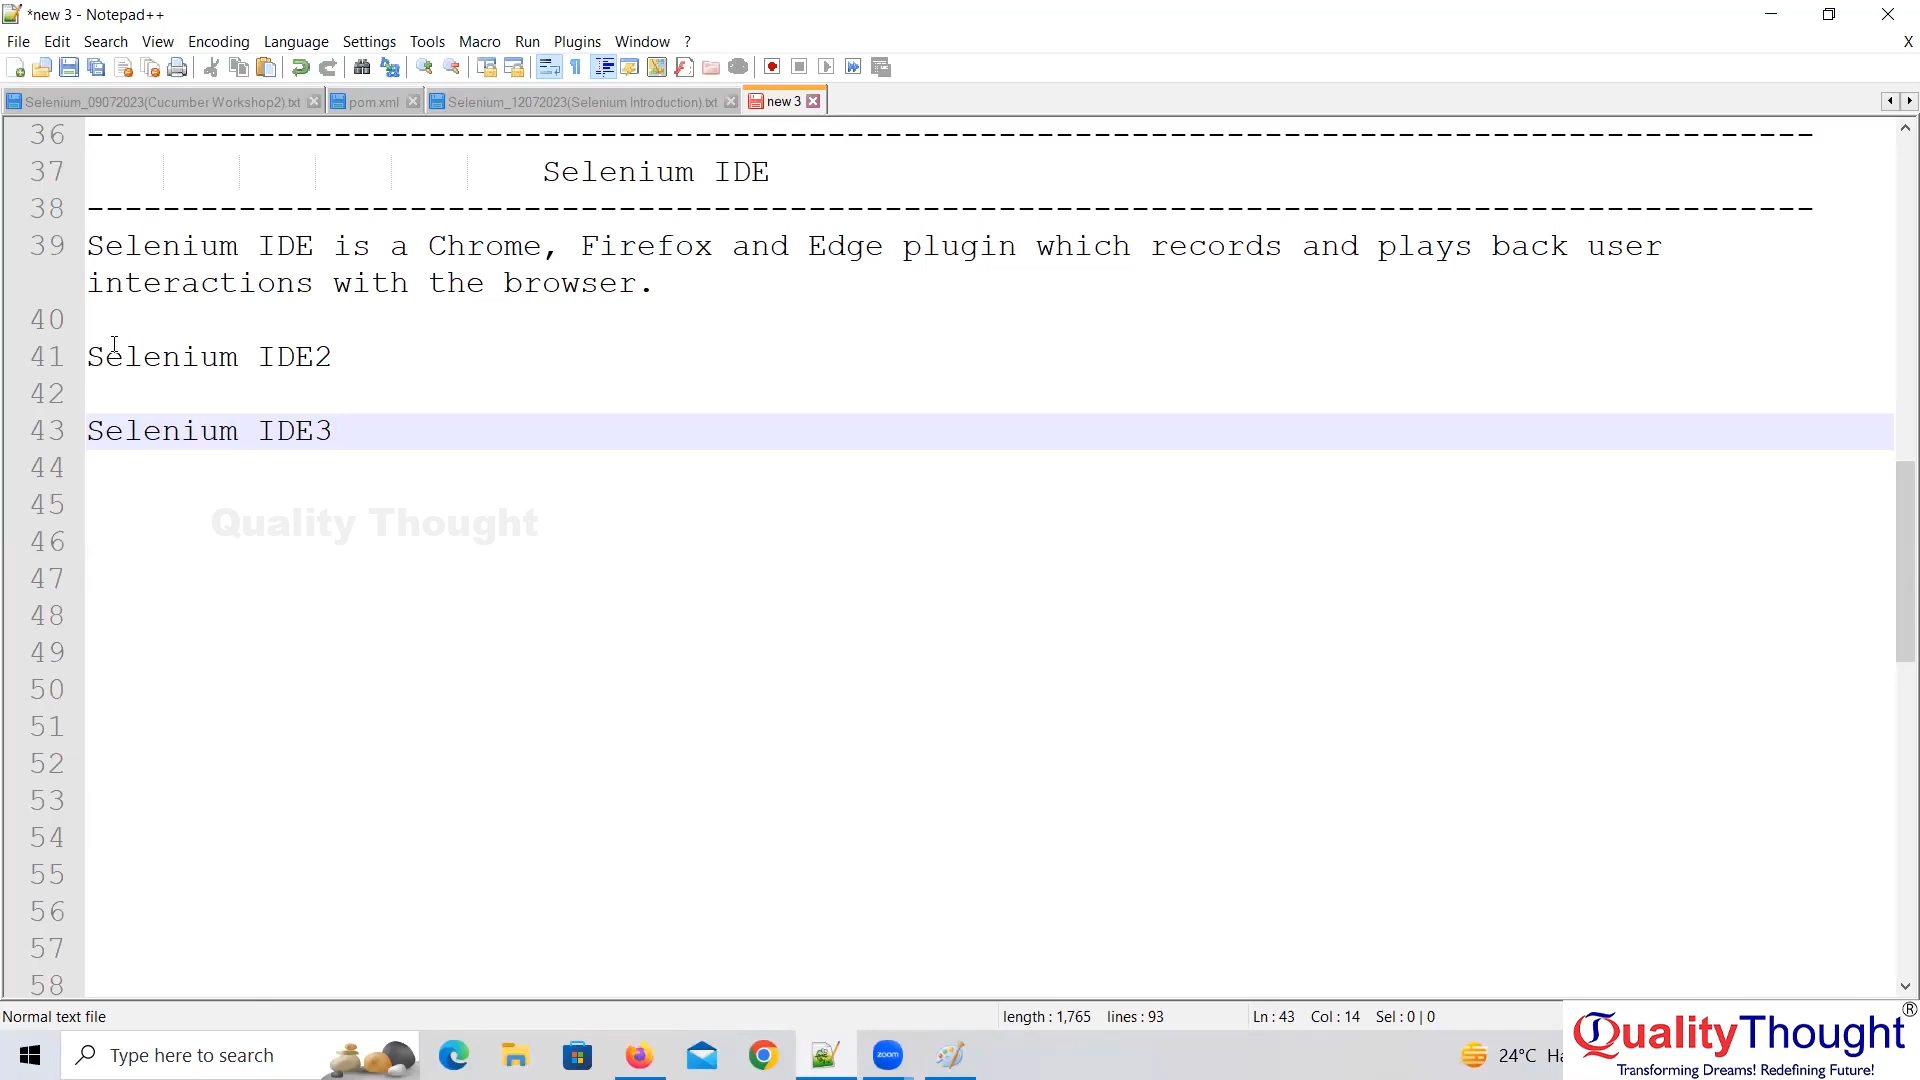 *new 3 - Notepad++
File Edit Search View Encoding Language Settings Tools Macro Run Plugins Window ? X
Selenium_09072023(Cucumber Workshop2).txt pom.xml Selenium_12072023(Selenium Introduction).txt new 3
36 -------------------------------------------------------------------------------------------
37 Selenium IDE
38 -------------------------------------------------------------------------------------------
39 Selenium IDE is a Chrome, Firefox and Edge plugin which records and plays back user
interactions with the browser.
40
41 Selenium IDE2
42
43 Selenium IDE3
44
45
Quality Thought
46
47
48
49
50
51
52
53
54
55
56
57
58
Normal text file length : 1,765 lines : 93 Ln : 43 Col : 14 Sel : 0 | 0
Type here to search zoom 24°C Ha
QualityThought ®
Transforming Dreams! Redefining Future!